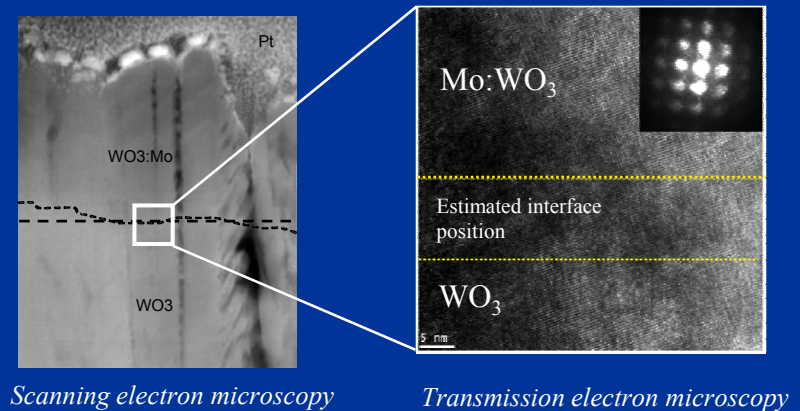 Pt
WO3:Mo
WO3
Mo:WO₃
Estimated interface
position
WO₃
5 nm
Scanning electron microscopy
Transmission electron microscopy